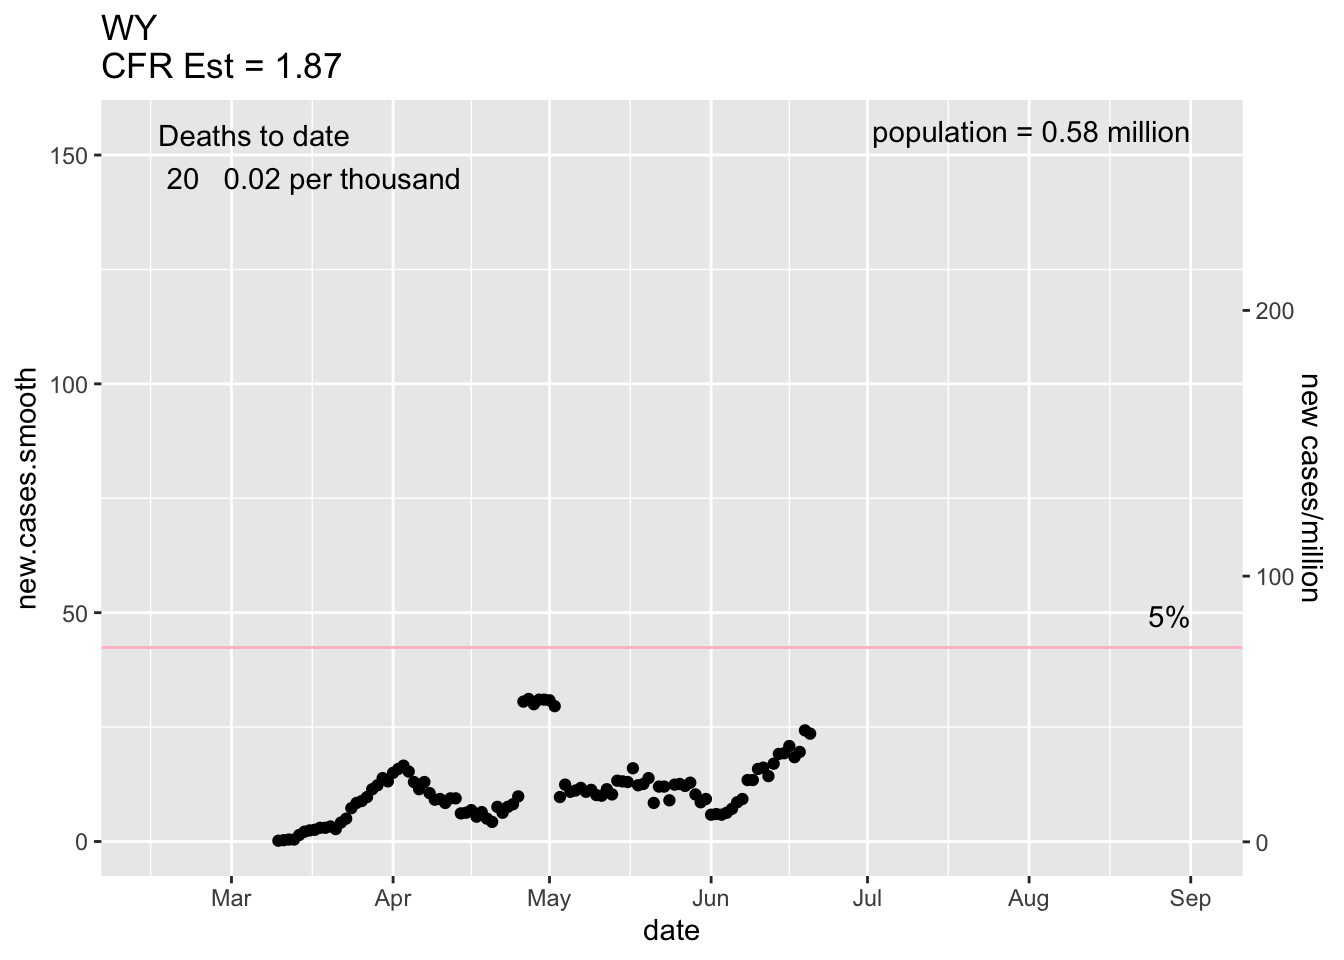 WY
CFR Est = 1.87
Deaths to date
20 0.02 per thousand
population = 0.58 million
150
100
50
0
new.cases.smooth
200
100
0
new cases/million
5%
Mar Apr May Jun Jul Aug Sep
date